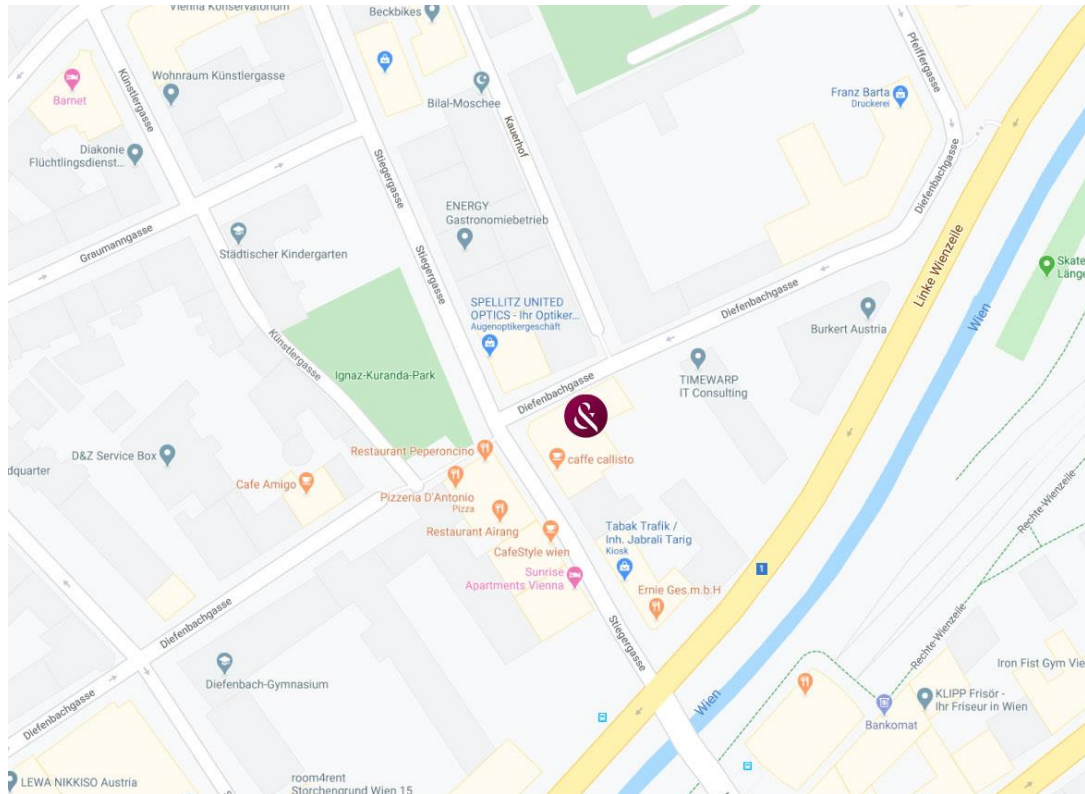 Vienna Konservatorium
Beckbikes
Barnet
Künstlergasse
Wohnraum Künstlergasse
Bilal-Moschee
Pfeiffergasse
Franz Barta
Druckerei
Diakonie
Flüchtlingsdienst...
Stiegergasse
Kauerhof
Diefenbachgasse
Linke Wienzeile
Graumanngasse
Städtischer Kindergarten
ENERGY
Gastronomiebetrieb
Stiegergasse
Skate
Länge
Wien
SPELLITZ UNITED
OPTICS - Ihr Optiker...
Augenoptikergeschäft
Diefenbachgasse
Burkert Austria
Künstlergasse
Ignaz-Kuranda-Park
Diefenbachgasse
TIMEWARP
IT Consulting
&
dquarter
D&Z Service Box
Restaurant Peperoncino
caffe callisto
Cafe Amigo
Pizzeria D'Antonio
Pizza
Restaurant Airang
CafeStyle wien
Tabak Trafik /
Inh. Jabrali Tarig
Kiosk
Rechte-Wienzeile
Sunrise
Apartments Vienna
1
Ernie Ges.m.b.H
Diefenbachgasse
Stiegergasse
Rechte-Wienzeile
Diefenbach-Gymnasium
Iron Fist Gym Vie
Wien
KLIPP Frisör -
Ihr Friseur in Wien
Bankomat
Diefenbachgasse
LEWA NIKKISO Austria
room4rent
Storchengrund Wien 15